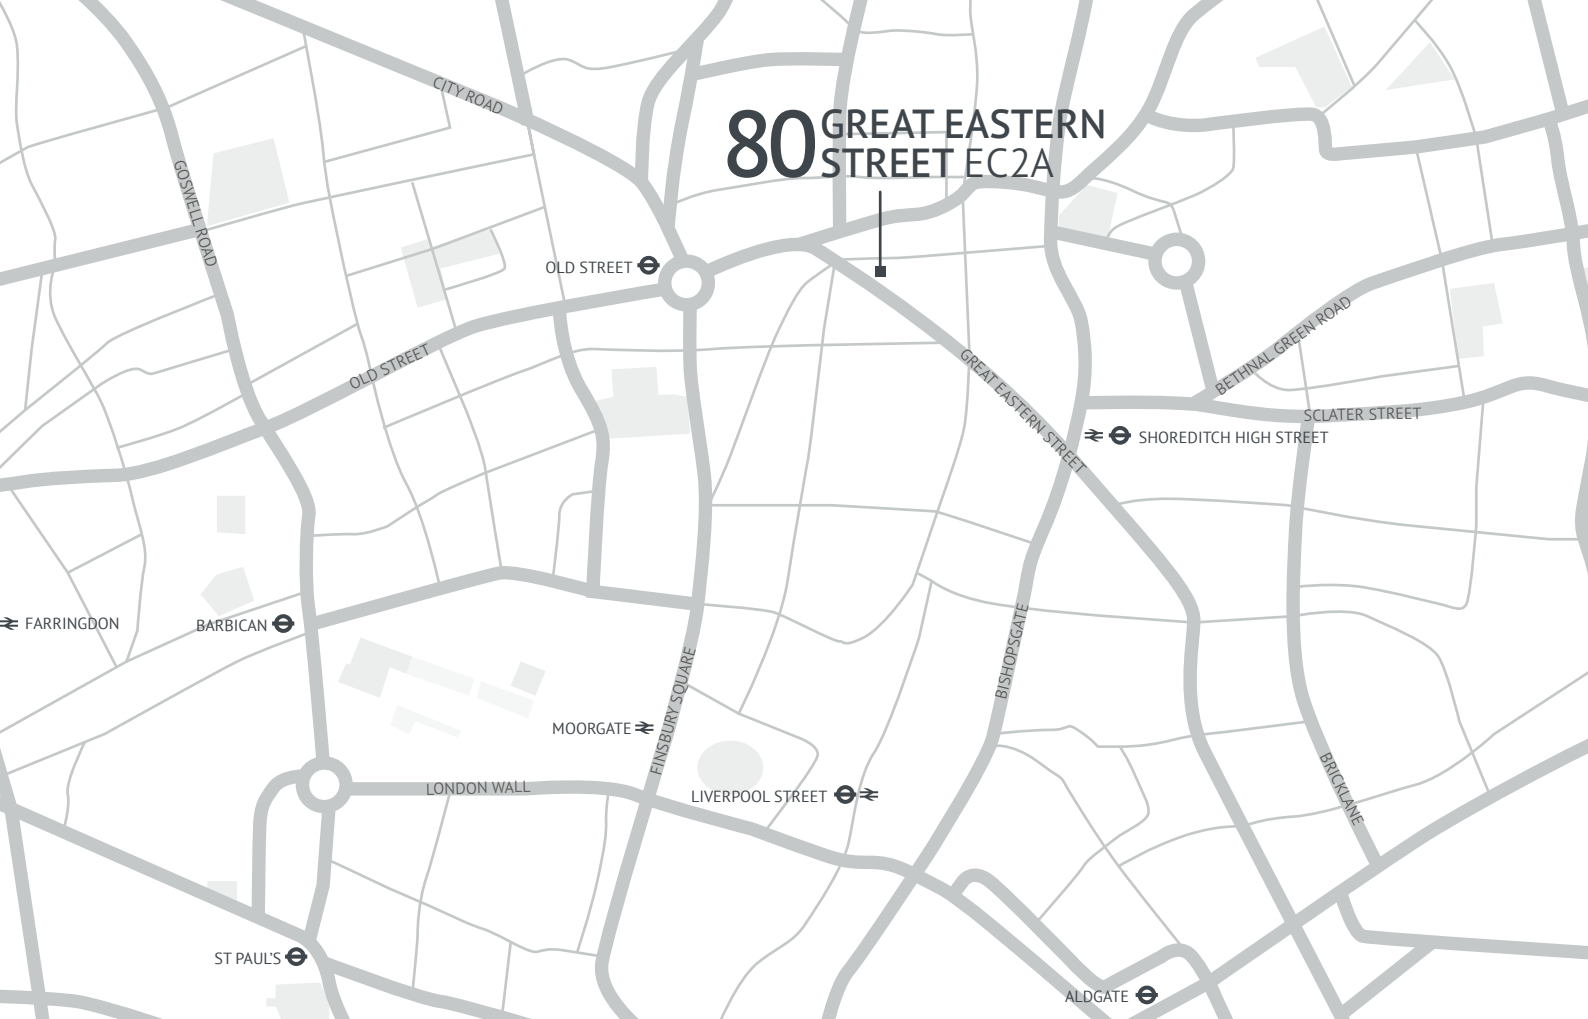 CITY ROAD
80 GREAT EASTERN
STREET EC2A
GOSWELL ROAD
OLD STREET
OLD STREET
GREAT EASTERN STREET
BETHNAL GREEN ROAD
SCLATER STREET
SHOREDITCH HIGH STREET
FARRINGDON
BARBICAN
BISHOPSGATE
FINSBURY SQUARE
MOORGATE
LONDON WALL
LIVERPOOL STREET
BRICKLANE
ST PAUL'S
ALDGATE